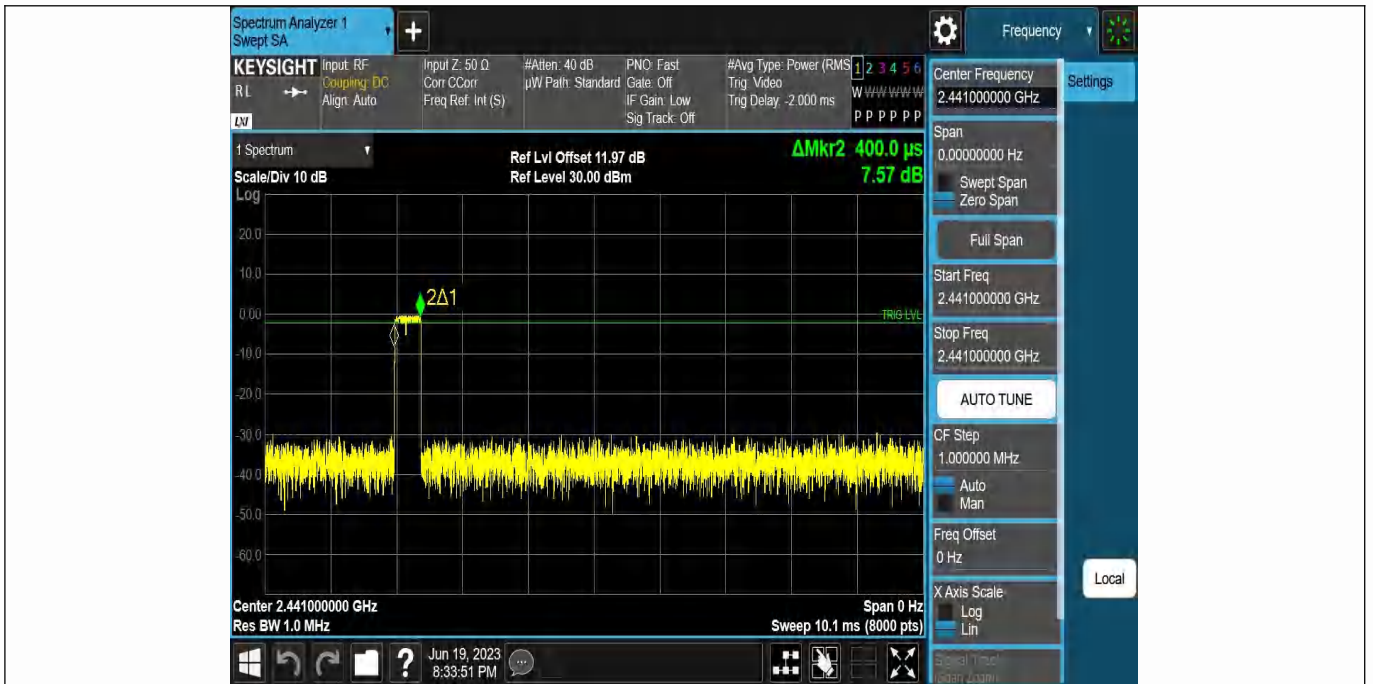 Spectrum Analyzer 1
Swept SA
+
Frequency
KEYSIGHT
RL
LXI
Input: RF
Coupling: DC
Align: Auto
Input Z: 50 Ω
Corr CCorr
Freq Ref: Int (S)
#Atten: 40 dB
µW Path: Standard
PNO: Fast
Gate: Off
IF Gain: Low
Sig Track: Off
#Avg Type: Power (RMS
Trig: Video
Trig Delay: -2.000 ms
1 2 3 4 5 6
W W W W W W
P P P P P P
1 Spectrum
Scale/Div 10 dB
Ref Lvl Offset 11.97 dB
Ref Level 30.00 dBm
ΔMkr2 400.0 µs
7.57 dB
Log
20.0
10.0
0.00
-10.0
-20.0
-30.0
-40.0
-50.0
-60.0
2Δ1
TRIG LVL
Center 2.441000000 GHz
Res BW 1.0 MHz
Span 0 Hz
Sweep 10.1 ms (8000 pts)
Center Frequency
2.441000000 GHz
Settings
Span
0.00000000 Hz
Swept Span
Zero Span
Full Span
Start Freq
2.441000000 GHz
Stop Freq
2.441000000 GHz
AUTO TUNE
CF Step
1.000000 MHz
Auto
Man
Freq Offset
0 Hz
X Axis Scale
Log
Lin
Local
?
Jun 19, 2023
8:33:51 PM